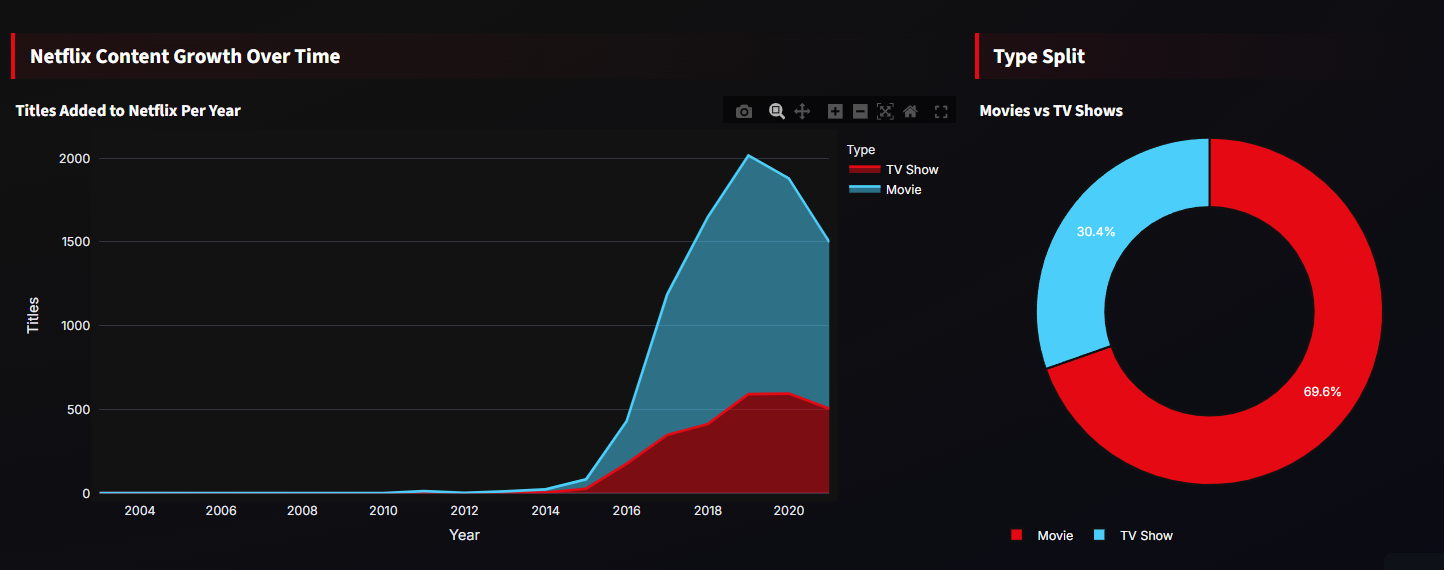 Netflix Content Growth Over Time
Titles Added to Netflix Per Year
Type
TV Show
Movie
2000
1500
1000
500
0
Titles
2004 2006 2008 2010 2012 2014 2016 2018 2020
Year
Type Split
Movies vs TV Shows
30.4%
69.6%
Movie TV Show